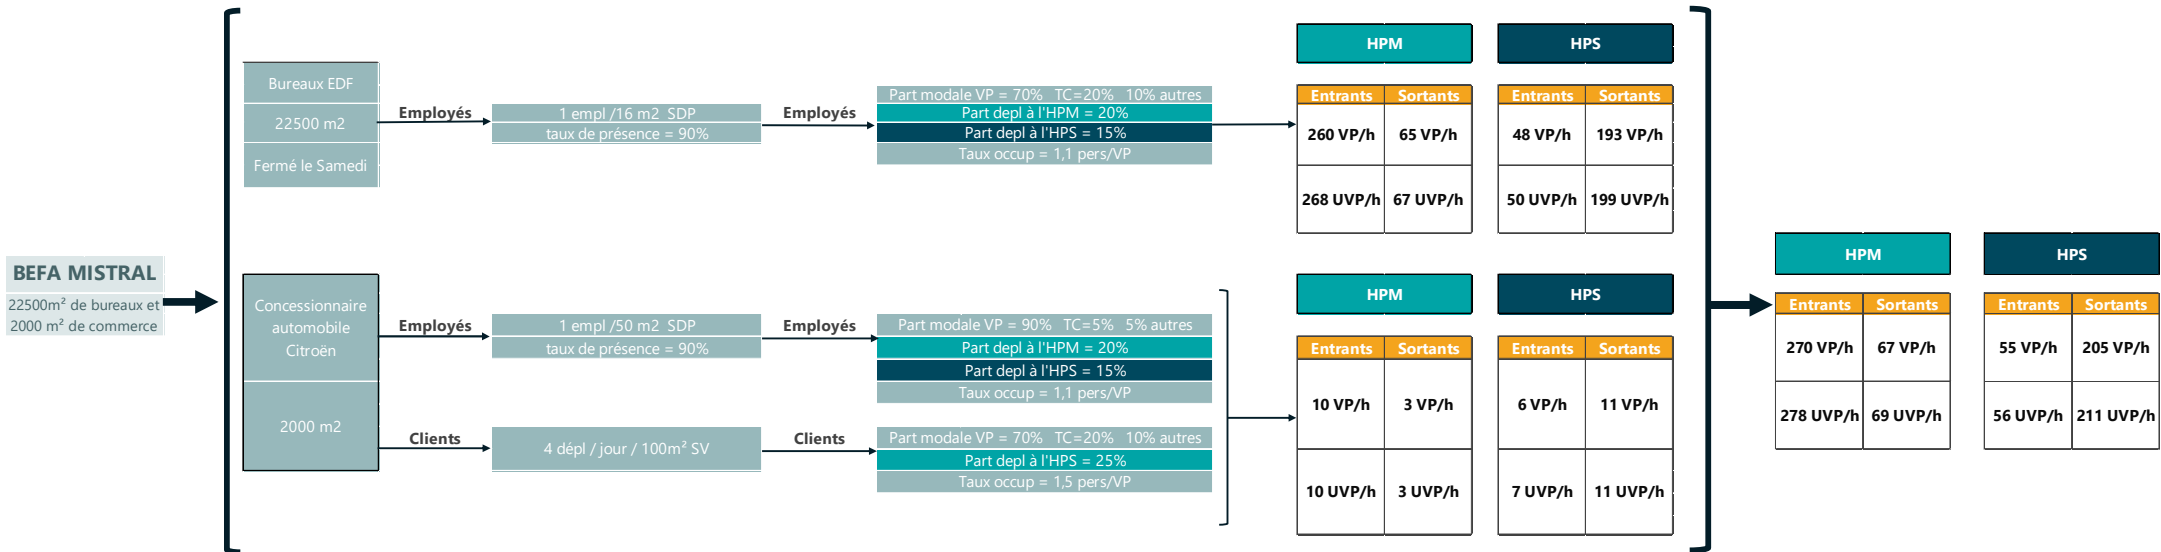 BEFA MISTRAL
22500m² de bureaux et
2000 m² de commerce
Bureaux EDF
22500 m2
Fermé le Samedi
Employés
1 empl /16 m2 SDP
taux de présence = 90%
Employés
Part modale VP = 70% TC=20% 10% autres
Part depl à l'HPM = 20%
Part depl à l'HPS = 15%
Taux occup = 1,1 pers/VP
HPM HPS
Entrants Sortants Entrants Sortants
260 VP/h 65 VP/h 48 VP/h 193 VP/h
268 UVP/h 67 UVP/h 50 UVP/h 199 UVP/h
Concessionnaire
automobile
Citroën
2000 m2
Employés
1 empl /50 m2 SDP
taux de présence = 90%
Employés
Part modale VP = 90% TC=5% 5% autres
Part depl à l'HPM = 20%
Part depl à l'HPS = 15%
Taux occup = 1,1 pers/VP
Clients
4 dépl / jour / 100m² SV
Clients
Part modale VP = 70% TC=20% 10% autres
Part depl à l'HPS = 25%
Taux occup = 1,5 pers/VP
HPM HPS
Entrants Sortants Entrants Sortants
10 VP/h 3 VP/h 6 VP/h 11 VP/h
10 UVP/h 3 UVP/h 7 UVP/h 11 UVP/h
HPM HPS
Entrants Sortants Entrants Sortants
270 VP/h 67 VP/h 55 VP/h 205 VP/h
278 UVP/h 69 UVP/h 56 UVP/h 211 UVP/h